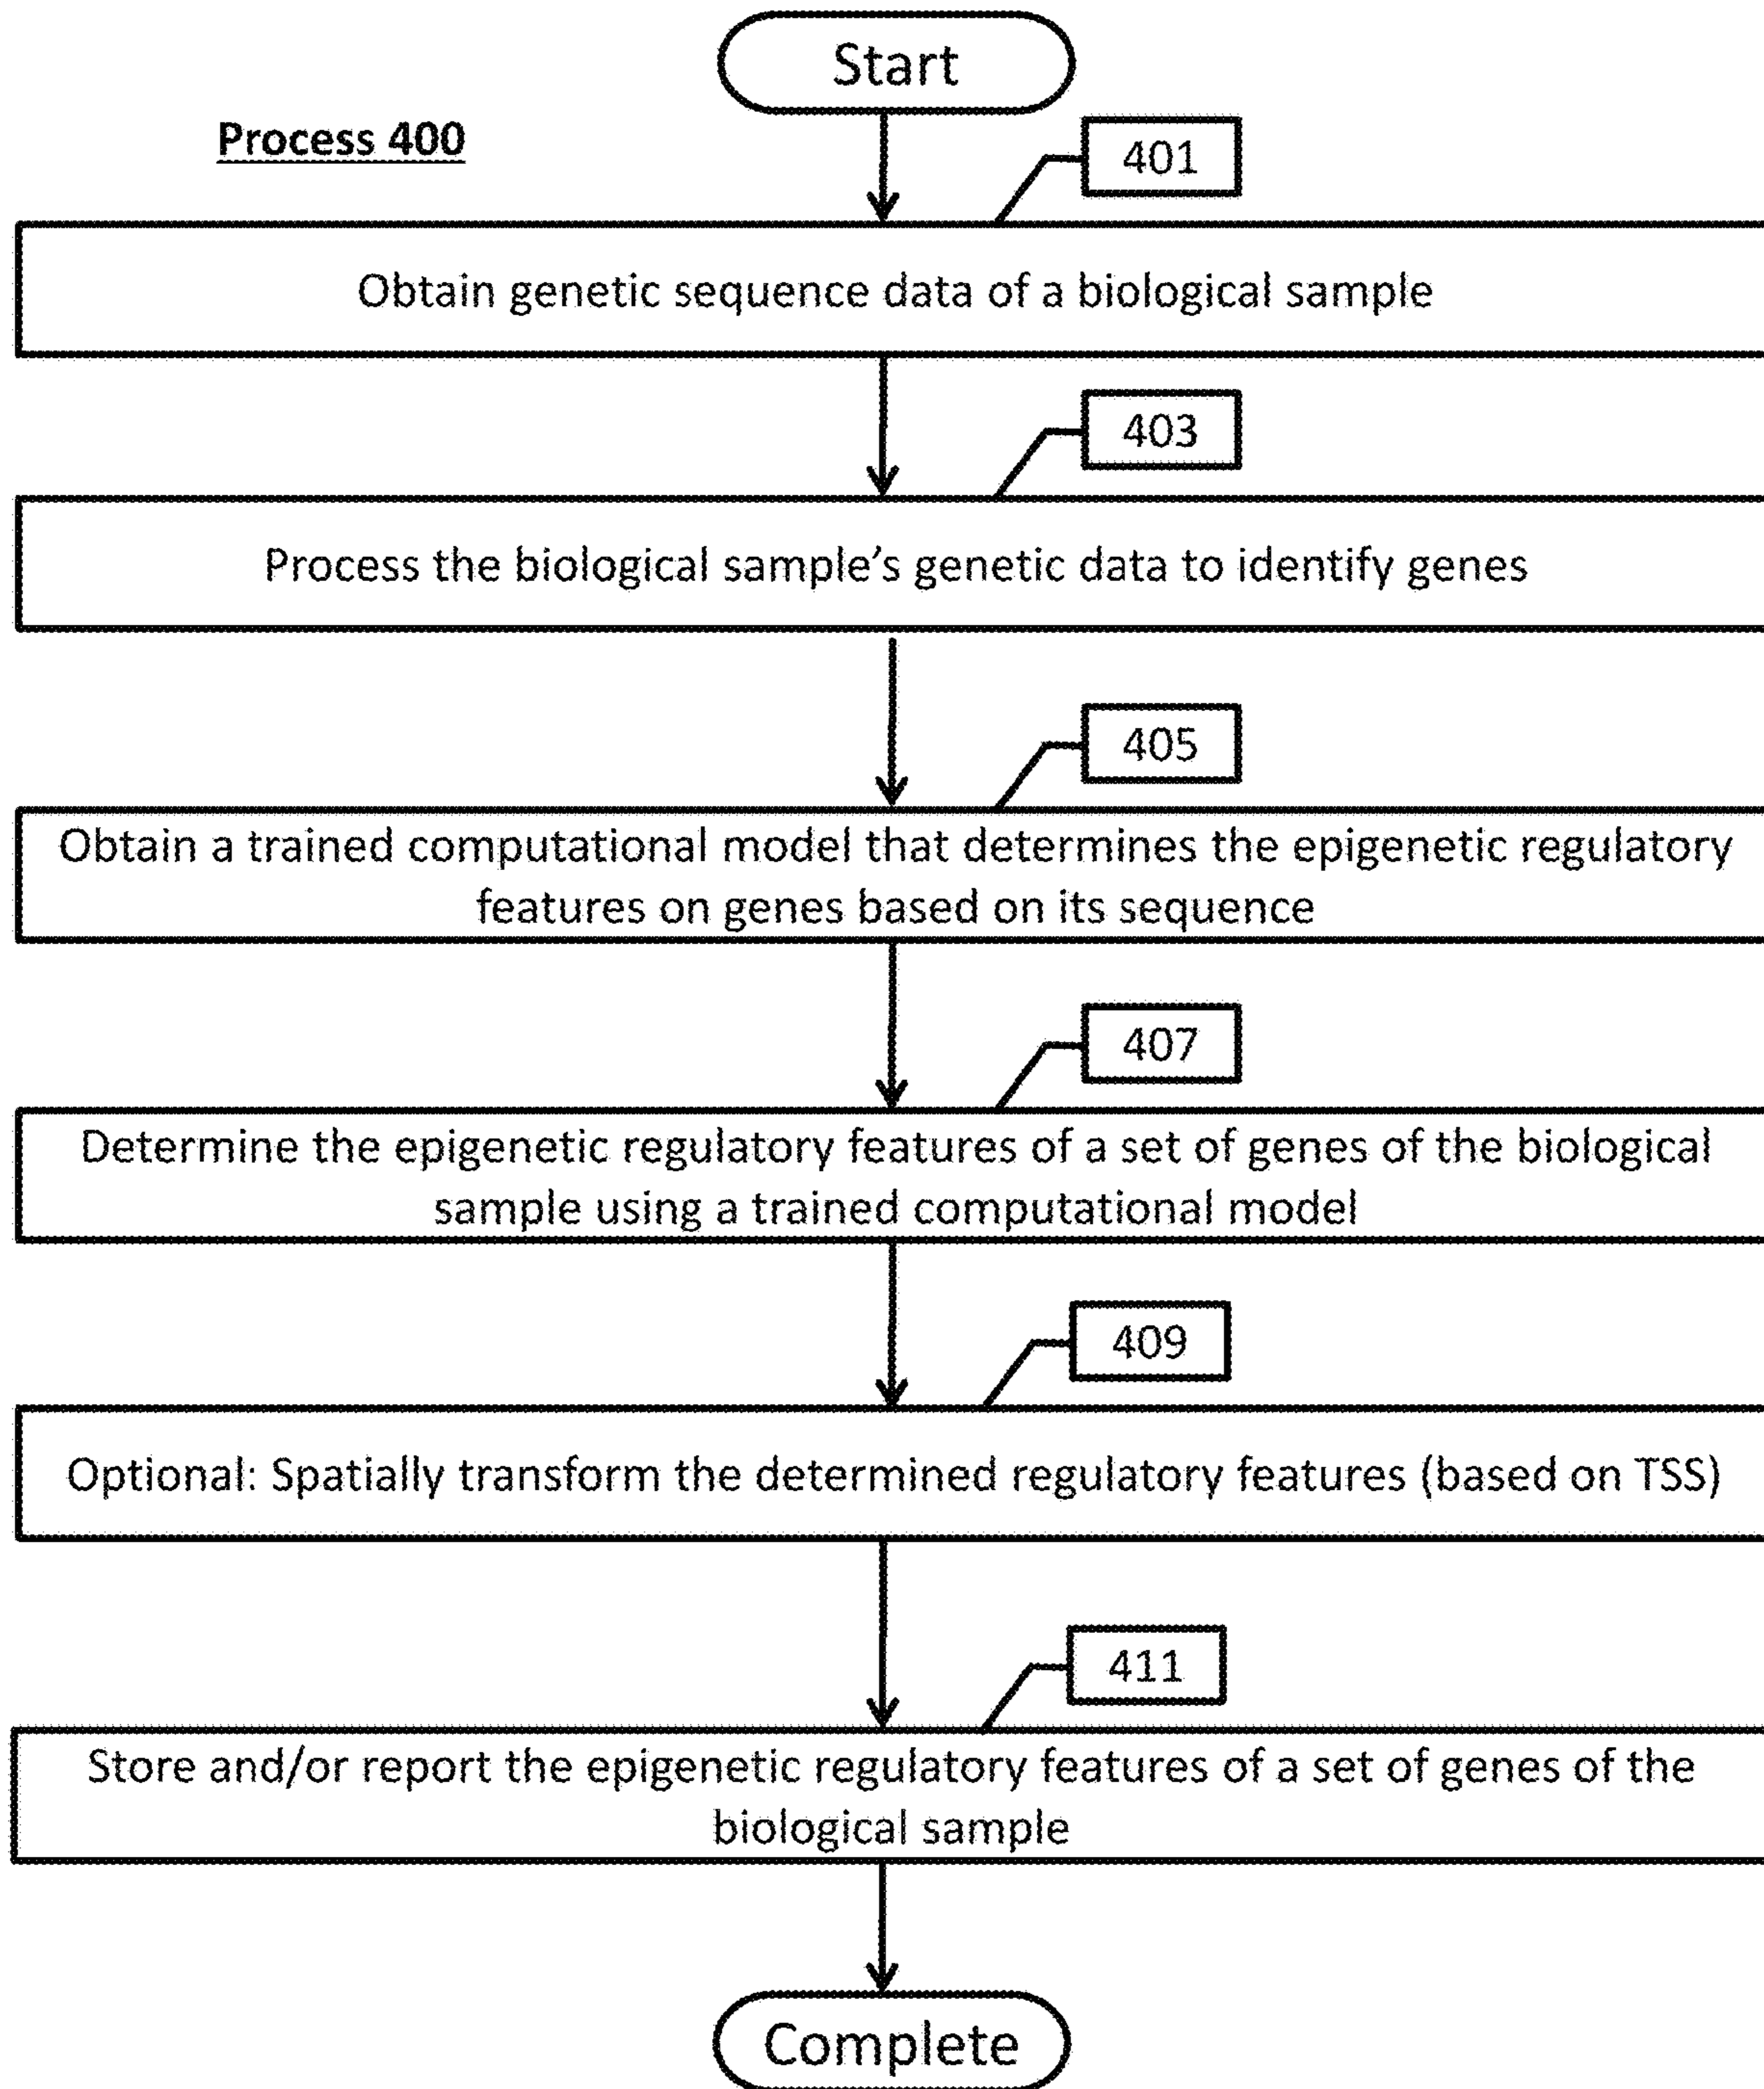 Start
Process 400
401
Obtain genetic sequence data of a biological sample
403
Process the biological sample’s genetic data to identify genes
405
Obtain a trained computational model that determines the epigenetic regulatory
features on genes based on its sequence
407
Determine the epigenetic regulatory features of a set of genes of the biological
sample using a trained computational model
409
Optional: Spatially transform the determined regulatory features (based on TSS)
411
Store and/or report the epigenetic regulatory features of a set of genes of the
biological sample
Complete